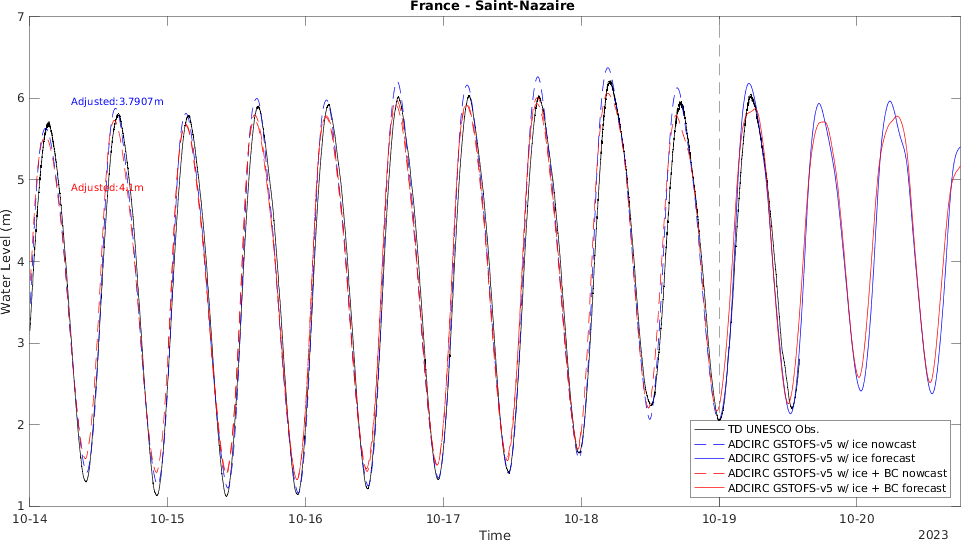 France - Saint-Nazaire
7
6
5
4
3
2
1
Water Level (m)
Adjusted:3.7907m
Adjusted:4.1m
TD UNESCO Obs.
ADCIRC GSTOFS-v5 w/ ice nowcast
ADCIRC GSTOFS-v5 w/ ice forecast
ADCIRC GSTOFS-v5 w/ ice + BC nowcast
ADCIRC GSTOFS-v5 w/ ice + BC forecast
10-14 10-15 10-16 10-17 10-18 10-19 10-20
Time
2023